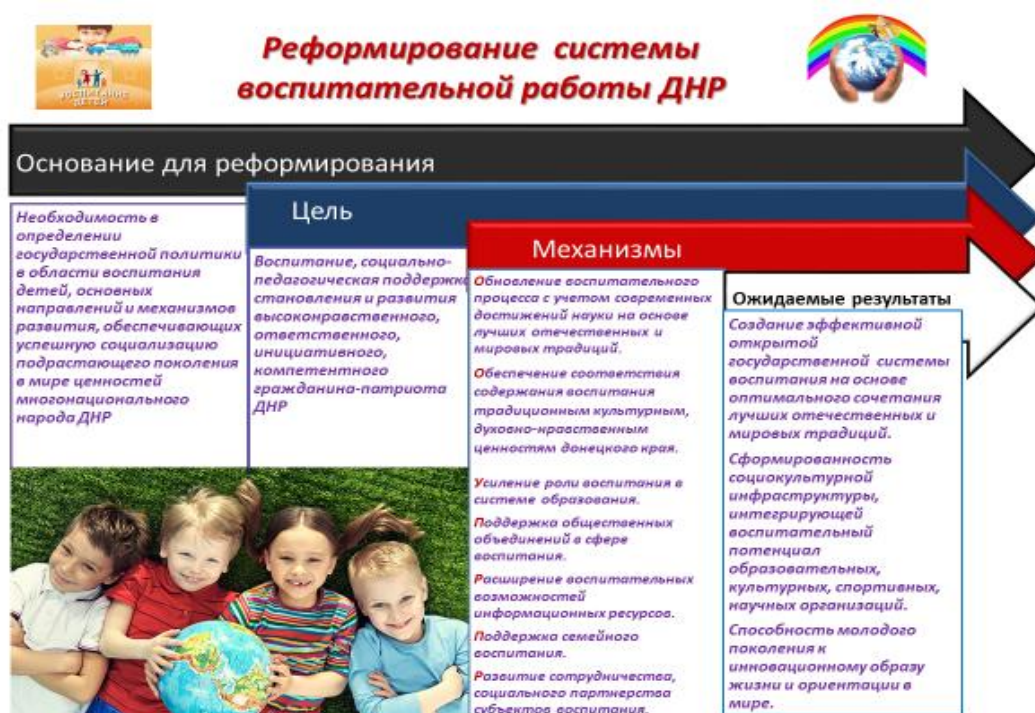 Реформирование системы
воспитательной работы ДНР
ВОСПИТАНИЕ
ДЕТЕЙ
Основание для реформирования
Необходимость в
определении
государственной политики
в области воспитания
детей, основных
направлений и механизмов
развития, обеспечивающих
успешную социализацию
подрастающего поколения
в мире ценностей
многонационального
народа ДНР
Цель
Воспитание, социально-
педагогическая поддержка
становления и развития
высоконравственного,
ответственного,
инициативного,
компетентного
гражданина-патриота
ДНР
Механизмы
Обновление воспитательного
процесса с учетом современных
достижений науки на основе
лучших отечественных и
мировых традиций.
Обеспечение соответствия
содержания воспитания
традиционным культурным,
духовно-нравственным
ценностям донецкого края.
Усиление роли воспитания в
системе образования.
Поддержка общественных
объединений в сфере
воспитания.
Расширение воспитательных
возможностей
информационных ресурсов.
Поддержка семейного
воспитания.
Развитие сотрудничества,
социального партнерства
субъектов воспитания.
Ожидаемые результаты
Создание эффективной
открытой
государственной системы
воспитания на основе
оптимального сочетания
лучших отечественных и
мировых традиций.
Сформированность
социокультурной
инфраструктуры,
интегрирующей
воспитательный
потенциал
образовательных,
культурных, спортивных,
научных организаций.
Способность молодого
поколения к
инновационному образу
жизни и ориентации в
мире.